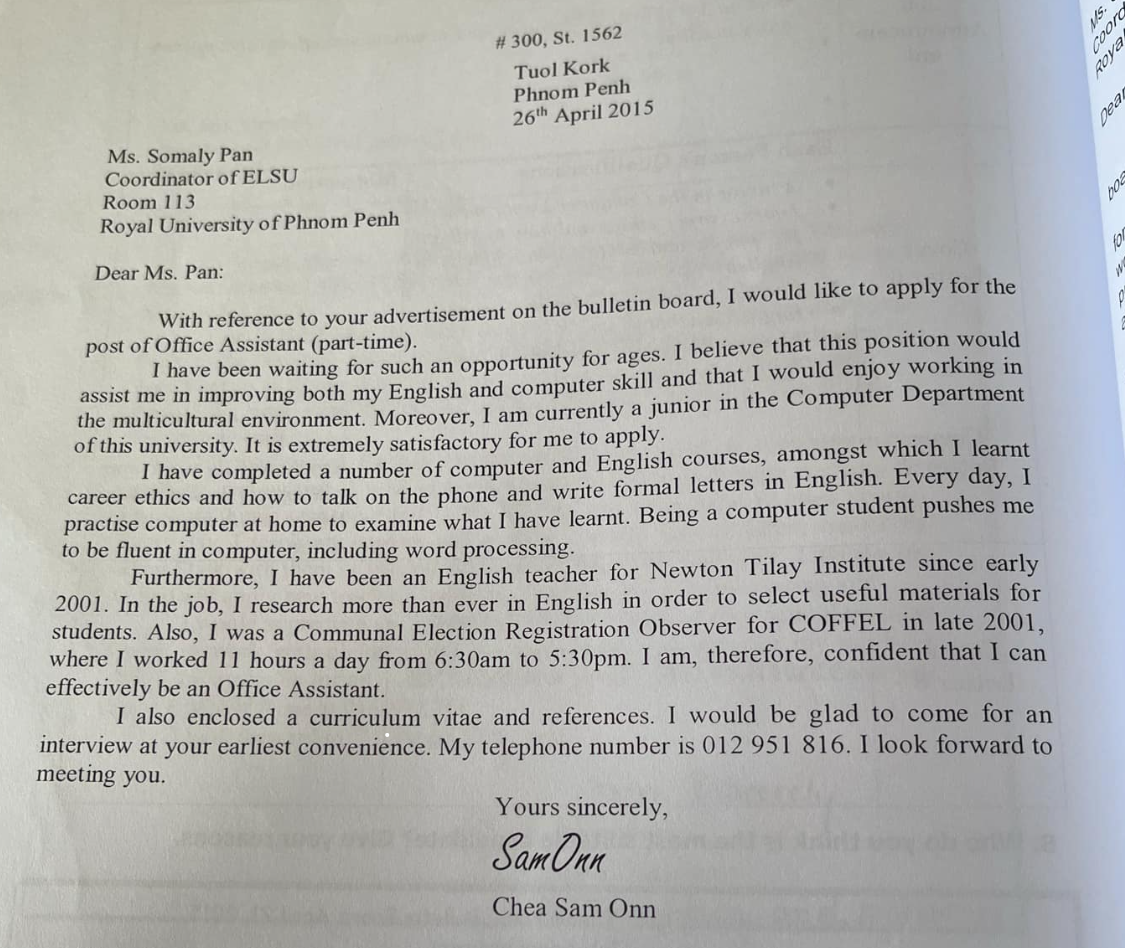 # 300, St. 1562
Tuol Kork
Phnom Penh
26th April 2015
Ms. Somaly Pan
Coordinator of ELSU
Room 113
Royal University of Phnom Penh
Dear Ms. Pan:
With reference to your advertisement on the bulletin board, I would like to apply for the
post of Office Assistant (part-time).
I have been waiting for such an opportunity for ages. I believe that this position would
assist me in improving both my English and computer skill and that I would enjoy working in
the multicultural environment. Moreover, I am currently a junior in the Computer Department
of this university. It is extremely satisfactory for me to apply.
I have completed a number of computer and English courses, amongst which I learnt
career ethics and how to talk on the phone and write formal letters in English. Every day, I
practise computer at home to examine what I have learnt. Being a computer student pushes me
to be fluent in computer, including word processing.
Furthermore, I have been an English teacher for Newton Tilay Institute since early
2001. In the job, I research more than ever in English in order to select useful materials for
students. Also, I was a Communal Election Registration Observer for COFFEL in late 2001,
where I worked 11 hours a day from 6:30am to 5:30pm. I am, therefore, confident that I can
effectively be an Office Assistant.
I also enclosed a curriculum vitae and references. I would be glad to come for an
interview at your earliest convenience. My telephone number is 012 951 816. I look forward to
meeting you.
Yours sincerely,
Sam Onn
Chea Sam Onn
Ms.